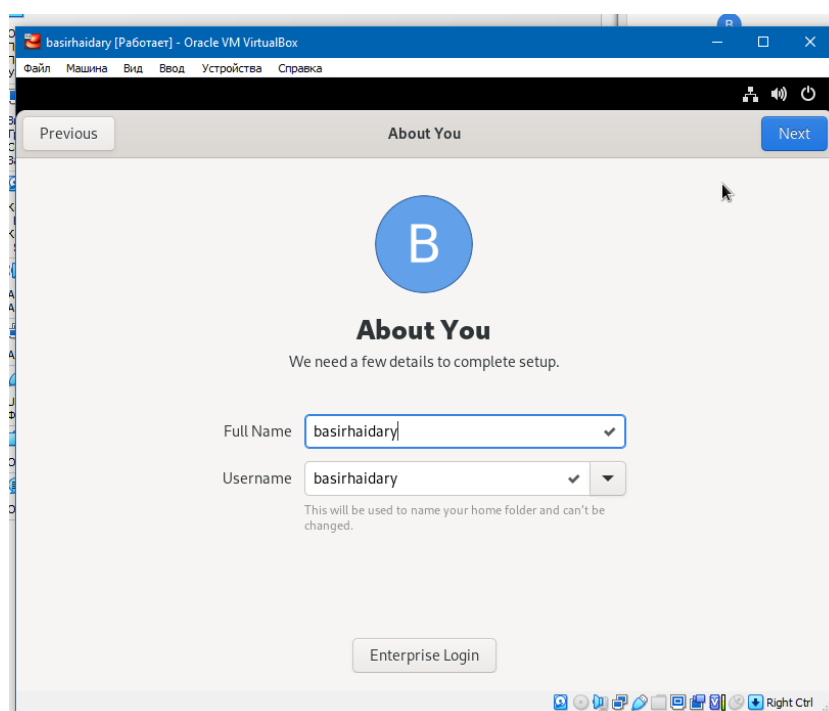 basirhaidary [Работает] - Oracle VM VirtualBox
Файл Машина Вид Ввод Устройства Справка
Previous About You Next
B
About You
We need a few details to complete setup.
Full Name basirhaidary
Username basirhaidary
This will be used to name your home folder and can't be
changed.
Enterprise Login
Right Ctrl